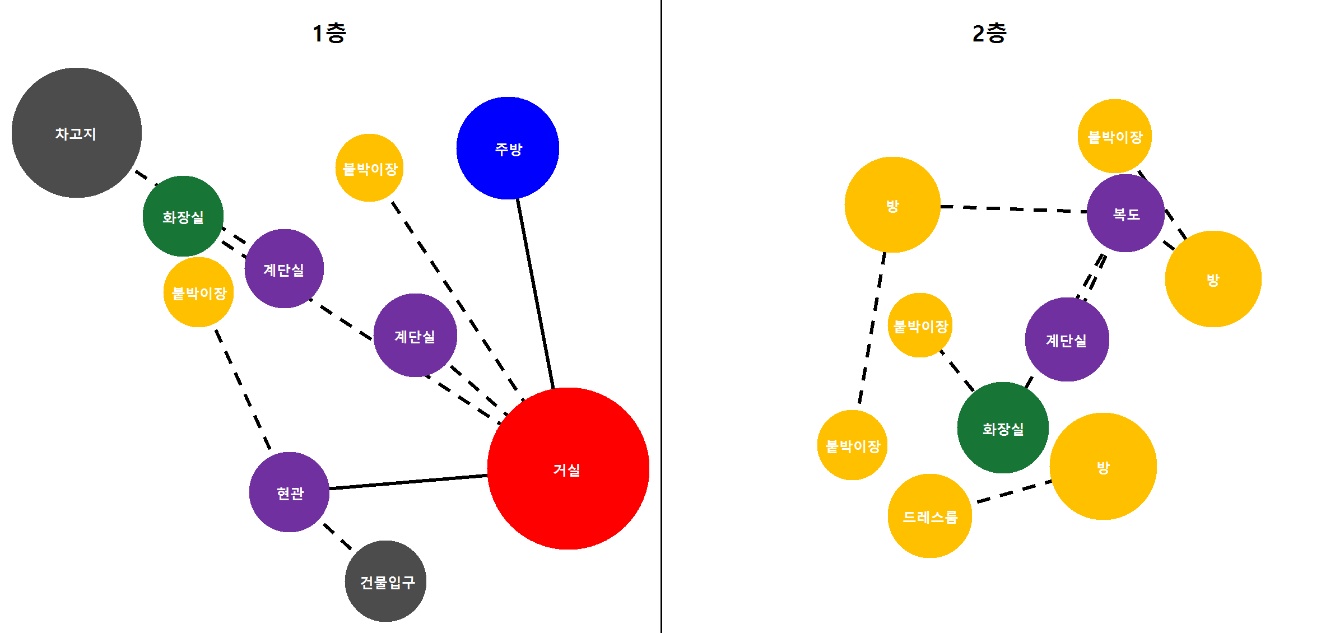 1층
차고지
화장실
붙박이장
계단실
붙박이장
계단실
주방
현관
거실
건물입구
2층
붙박이장
방
복도
방
붙박이장
계단실
붙박이장
화장실
방
드레스룸